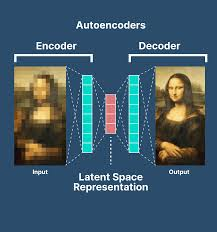 Autoencoders
Encoder
Decoder
Input
Output
Latent Space
Representation